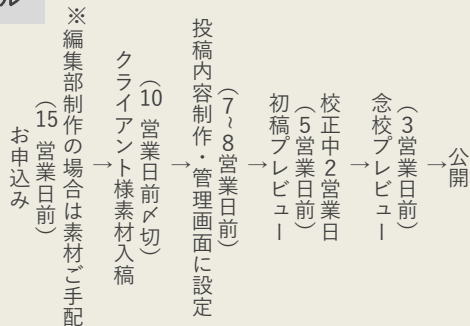 ル
お申込み
（15 営業日前）
※編集部制作の場合は素材ご手配
→
クライアント様素材入稿
（10 営業日前〆切）
→
投稿内容制作・管理画面に設定
（7~8営業日前）
→
初稿プレビュー
（5営業日前）
校正中2営業日
→
念校プレビュー
（3営業日前）
→
公開